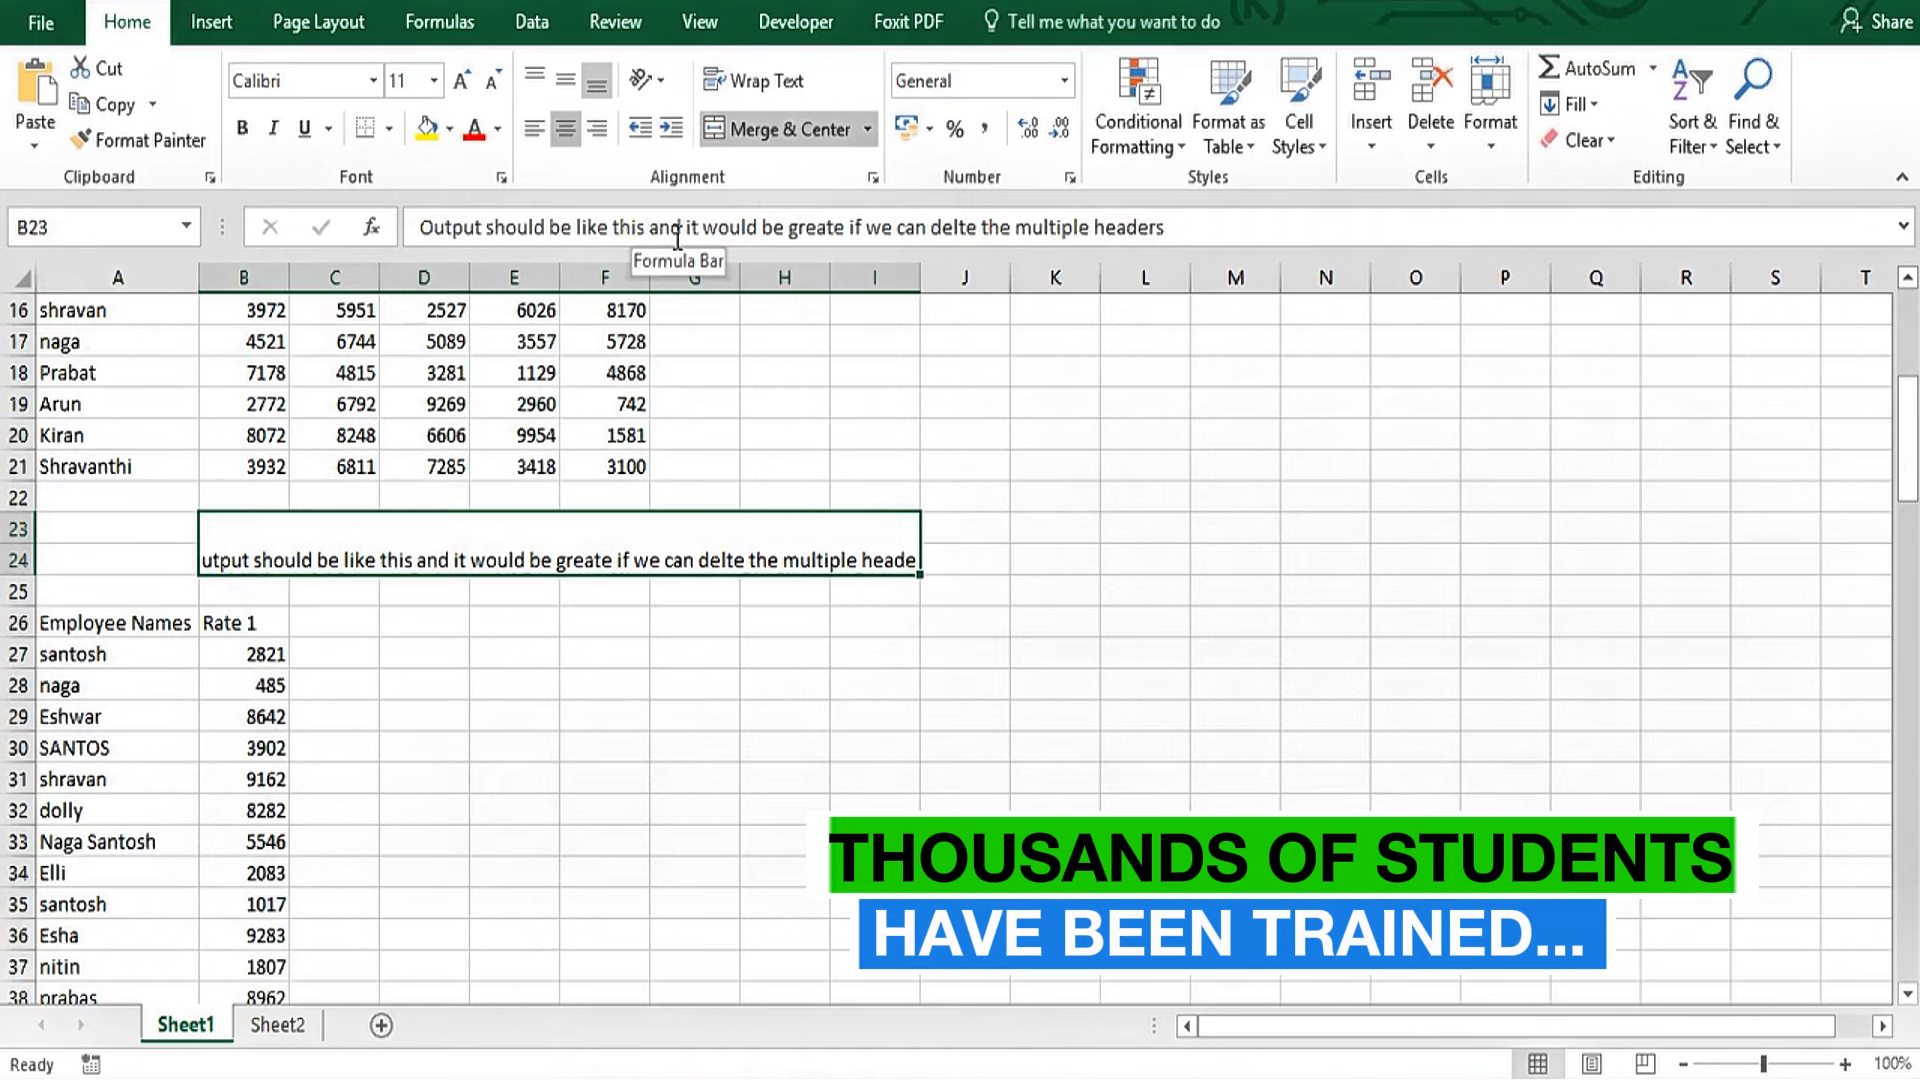 File Home Insert Page Layout Formulas Data Review View Developer Foxit PDF Tell me what you want to do Share
Cut
Copy
Format Painter
Paste
Clipboard
Calibri 11
B I U
Font
Wrap Text
Merge & Center
Alignment
General
%
Number
Conditional Formatting
Format as Table
Cell Styles
Styles
Insert Delete Format
Cells
AutoSum
Fill
Clear
Sort & Filter
Find & Select
Editing
B23 fx Output should be like this and it would be greate if we can delte the multiple headers
Formula Bar
A B C D E F G H I J K L M N O P Q R S T
16 shravan 3972 5951 2527 6026 8170
17 naga 4521 6744 5089 3557 5728
18 Prabat 7178 4815 3281 1129 4868
19 Arun 2772 6792 9269 2960 742
20 Kiran 8072 8248 6606 9954 1581
21 Shravanthi 3932 6811 7285 3418 3100
22
23
24 utput should be like this and it would be greate if we can delte the multiple heade
25
26 Employee Names Rate 1
27 santosh 2821
28 naga 485
29 Eshwar 8642
30 SANTOS 3902
31 shravan 9162
32 dolly 8282
33 Naga Santosh 5546
34 Elli 2083
35 santosh 1017
36 Esha 9283
37 nitin 1807
38 prabas 8962
THOUSANDS OF STUDENTS
HAVE BEEN TRAINED...
Sheet1 Sheet2
Ready 100%